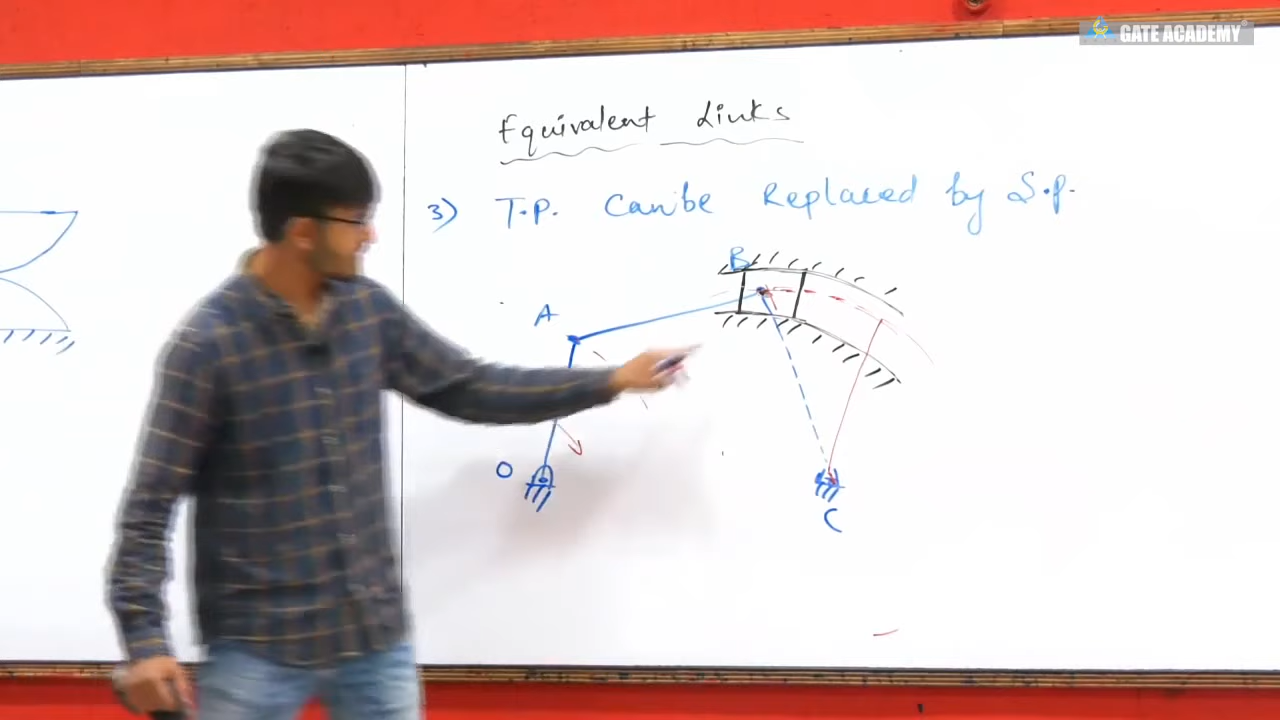 GATE ACADEMY
Equivalent Links
3) T.P. Can be Replaced by S.P.
B
A
O
C